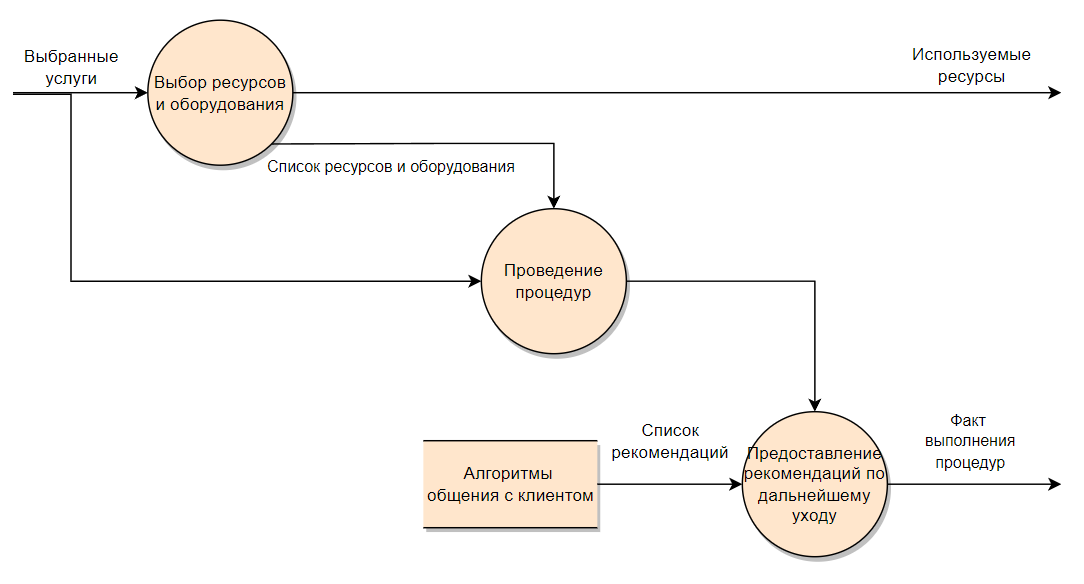 Выбранные
услуги
Выбор ресурсов
и оборудования
Используемые
ресурсы
Список ресурсов и оборудования
Проведение
процедур
Алгоритмы
общения с клиентом
Список
рекомендаций
Предоставление
рекомендаций по
дальнейшему
уходу
Факт
выполнения
процедур